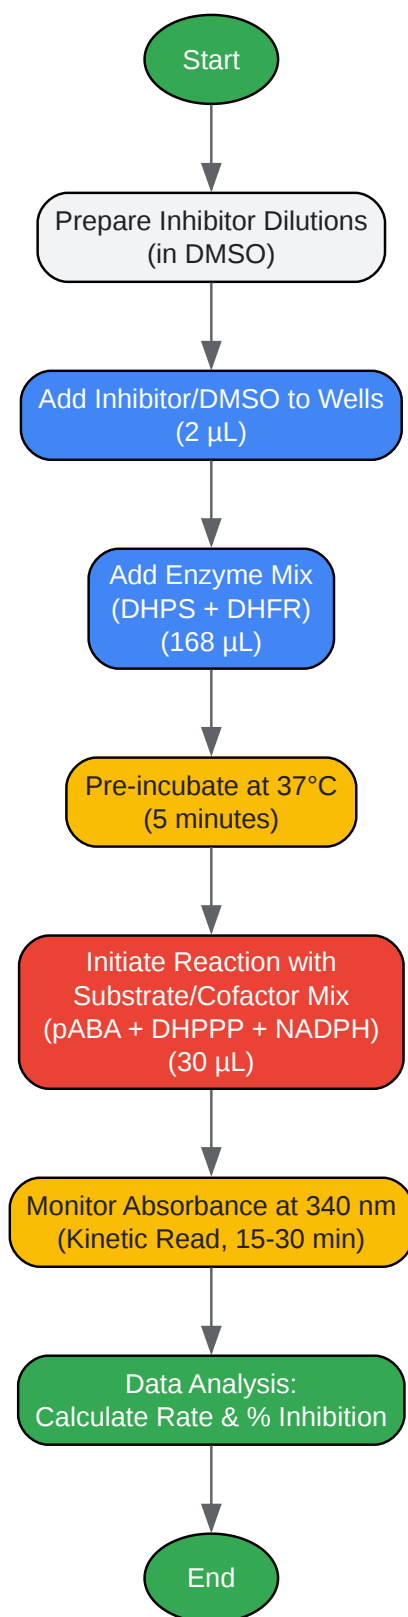 Start
Prepare Inhibitor Dilutions
(in DMSO)
Add Inhibitor/DMSO to Wells
(2 µL)
Add Enzyme Mix
(DHPS + DHFR)
(168 µL)
Pre-incubate at 37°C
(5 minutes)
Initiate Reaction with
Substrate/Cofactor Mix
(pABA + DHPPP + NADPH)
(30 µL)
Monitor Absorbance at 340 nm
(Kinetic Read, 15-30 min)
Data Analysis:
Calculate Rate & % Inhibition
End